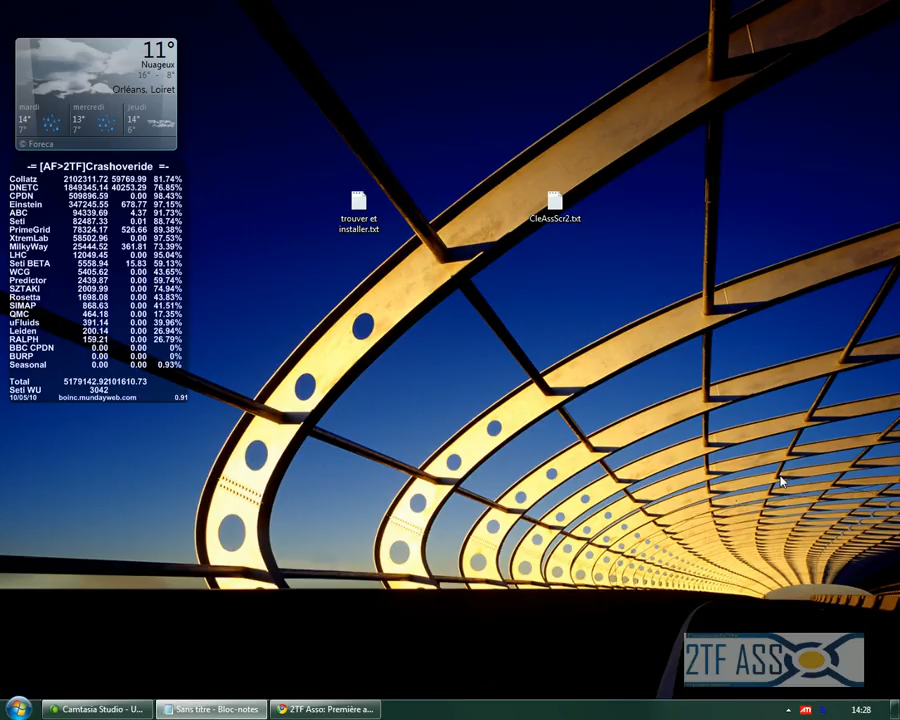 11°
Nuageux
16° - 8°
Orléans, Loiret
mardi mercredi jeudi
14° 13° 14°
7° 7° 6°
© Foreca
-= [AF>2TF]Crashoveride =-
Collatz 2102311.72 59769.99 81.74%
DNETC 1849345.14 40253.29 76.85%
CPDN 509896.59 0.00 98.43%
Einstein 347245.55 678.77 97.15%
ABC 94339.69 4.37 91.73%
Seti 82487.33 0.01 88.74%
PrimeGrid 78324.17 526.66 89.38%
XtremLab 58502.96 0.00 97.53%
MilkyWay 25444.52 361.81 73.39%
LHC 12049.45 0.00 95.04%
Seti BETA 5558.94 15.83 59.13%
WCG 5405.62 0.00 43.65%
Predictor 2439.87 0.00 59.74%
SZTAKI 2009.99 0.00 74.94%
Rosetta 1698.08 0.00 43.83%
SIMAP 868.63 0.00 41.51%
QMC 464.18 0.00 17.35%
uFluids 391.14 0.00 39.96%
Leiden 200.14 0.00 26.94%
RALPH 159.21 0.00 26.79%
BBC CPDN 0.00 0.00 0%
BURP 0.00 0.00 0%
Seasonal 0.00 0.00 0.93%
Total 5179142.92101610.73
Seti WU 3042
10/05/10 boinc.mundayweb.com 0.91
trouver et
installer.txt
CleAssScr2.txt
2TF ASSO
Camtasia Studio - U... Sans titre - Bloc-notes 2TF Asso: Première a... ATI 14:28